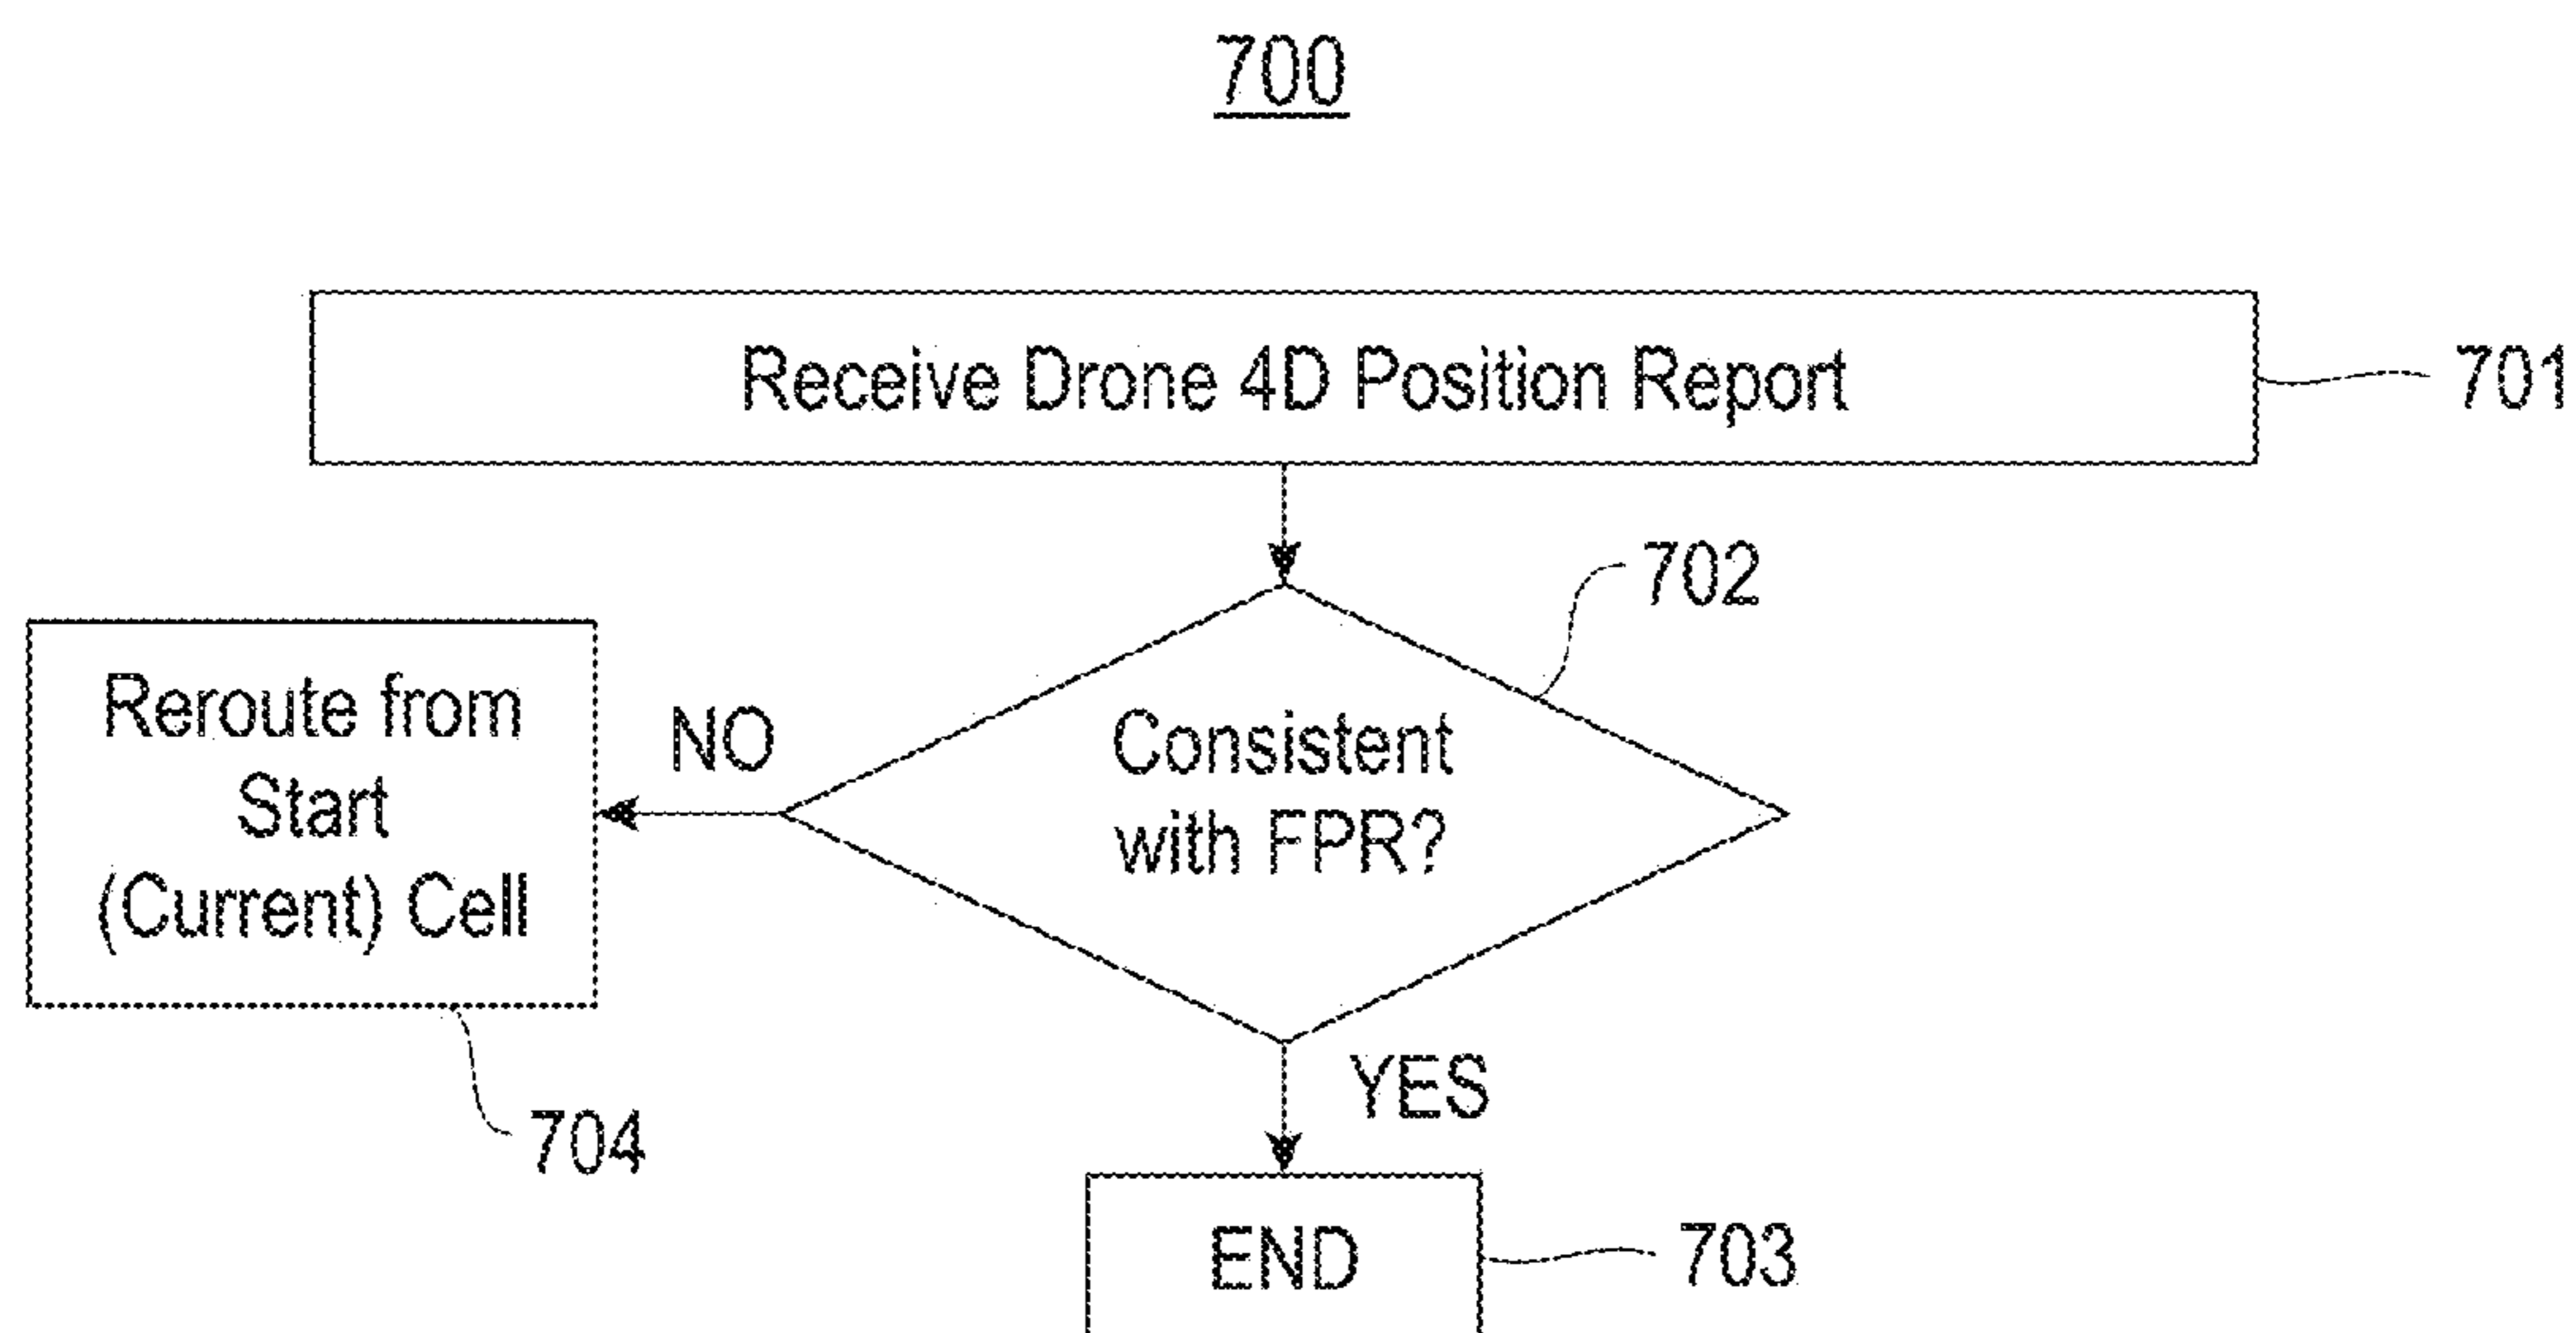 700
Receive Drone 4D Position Report
701
702
Reroute from
Start
(Current) Cell
NO
Consistent
with FPR?
YES
704
END
703